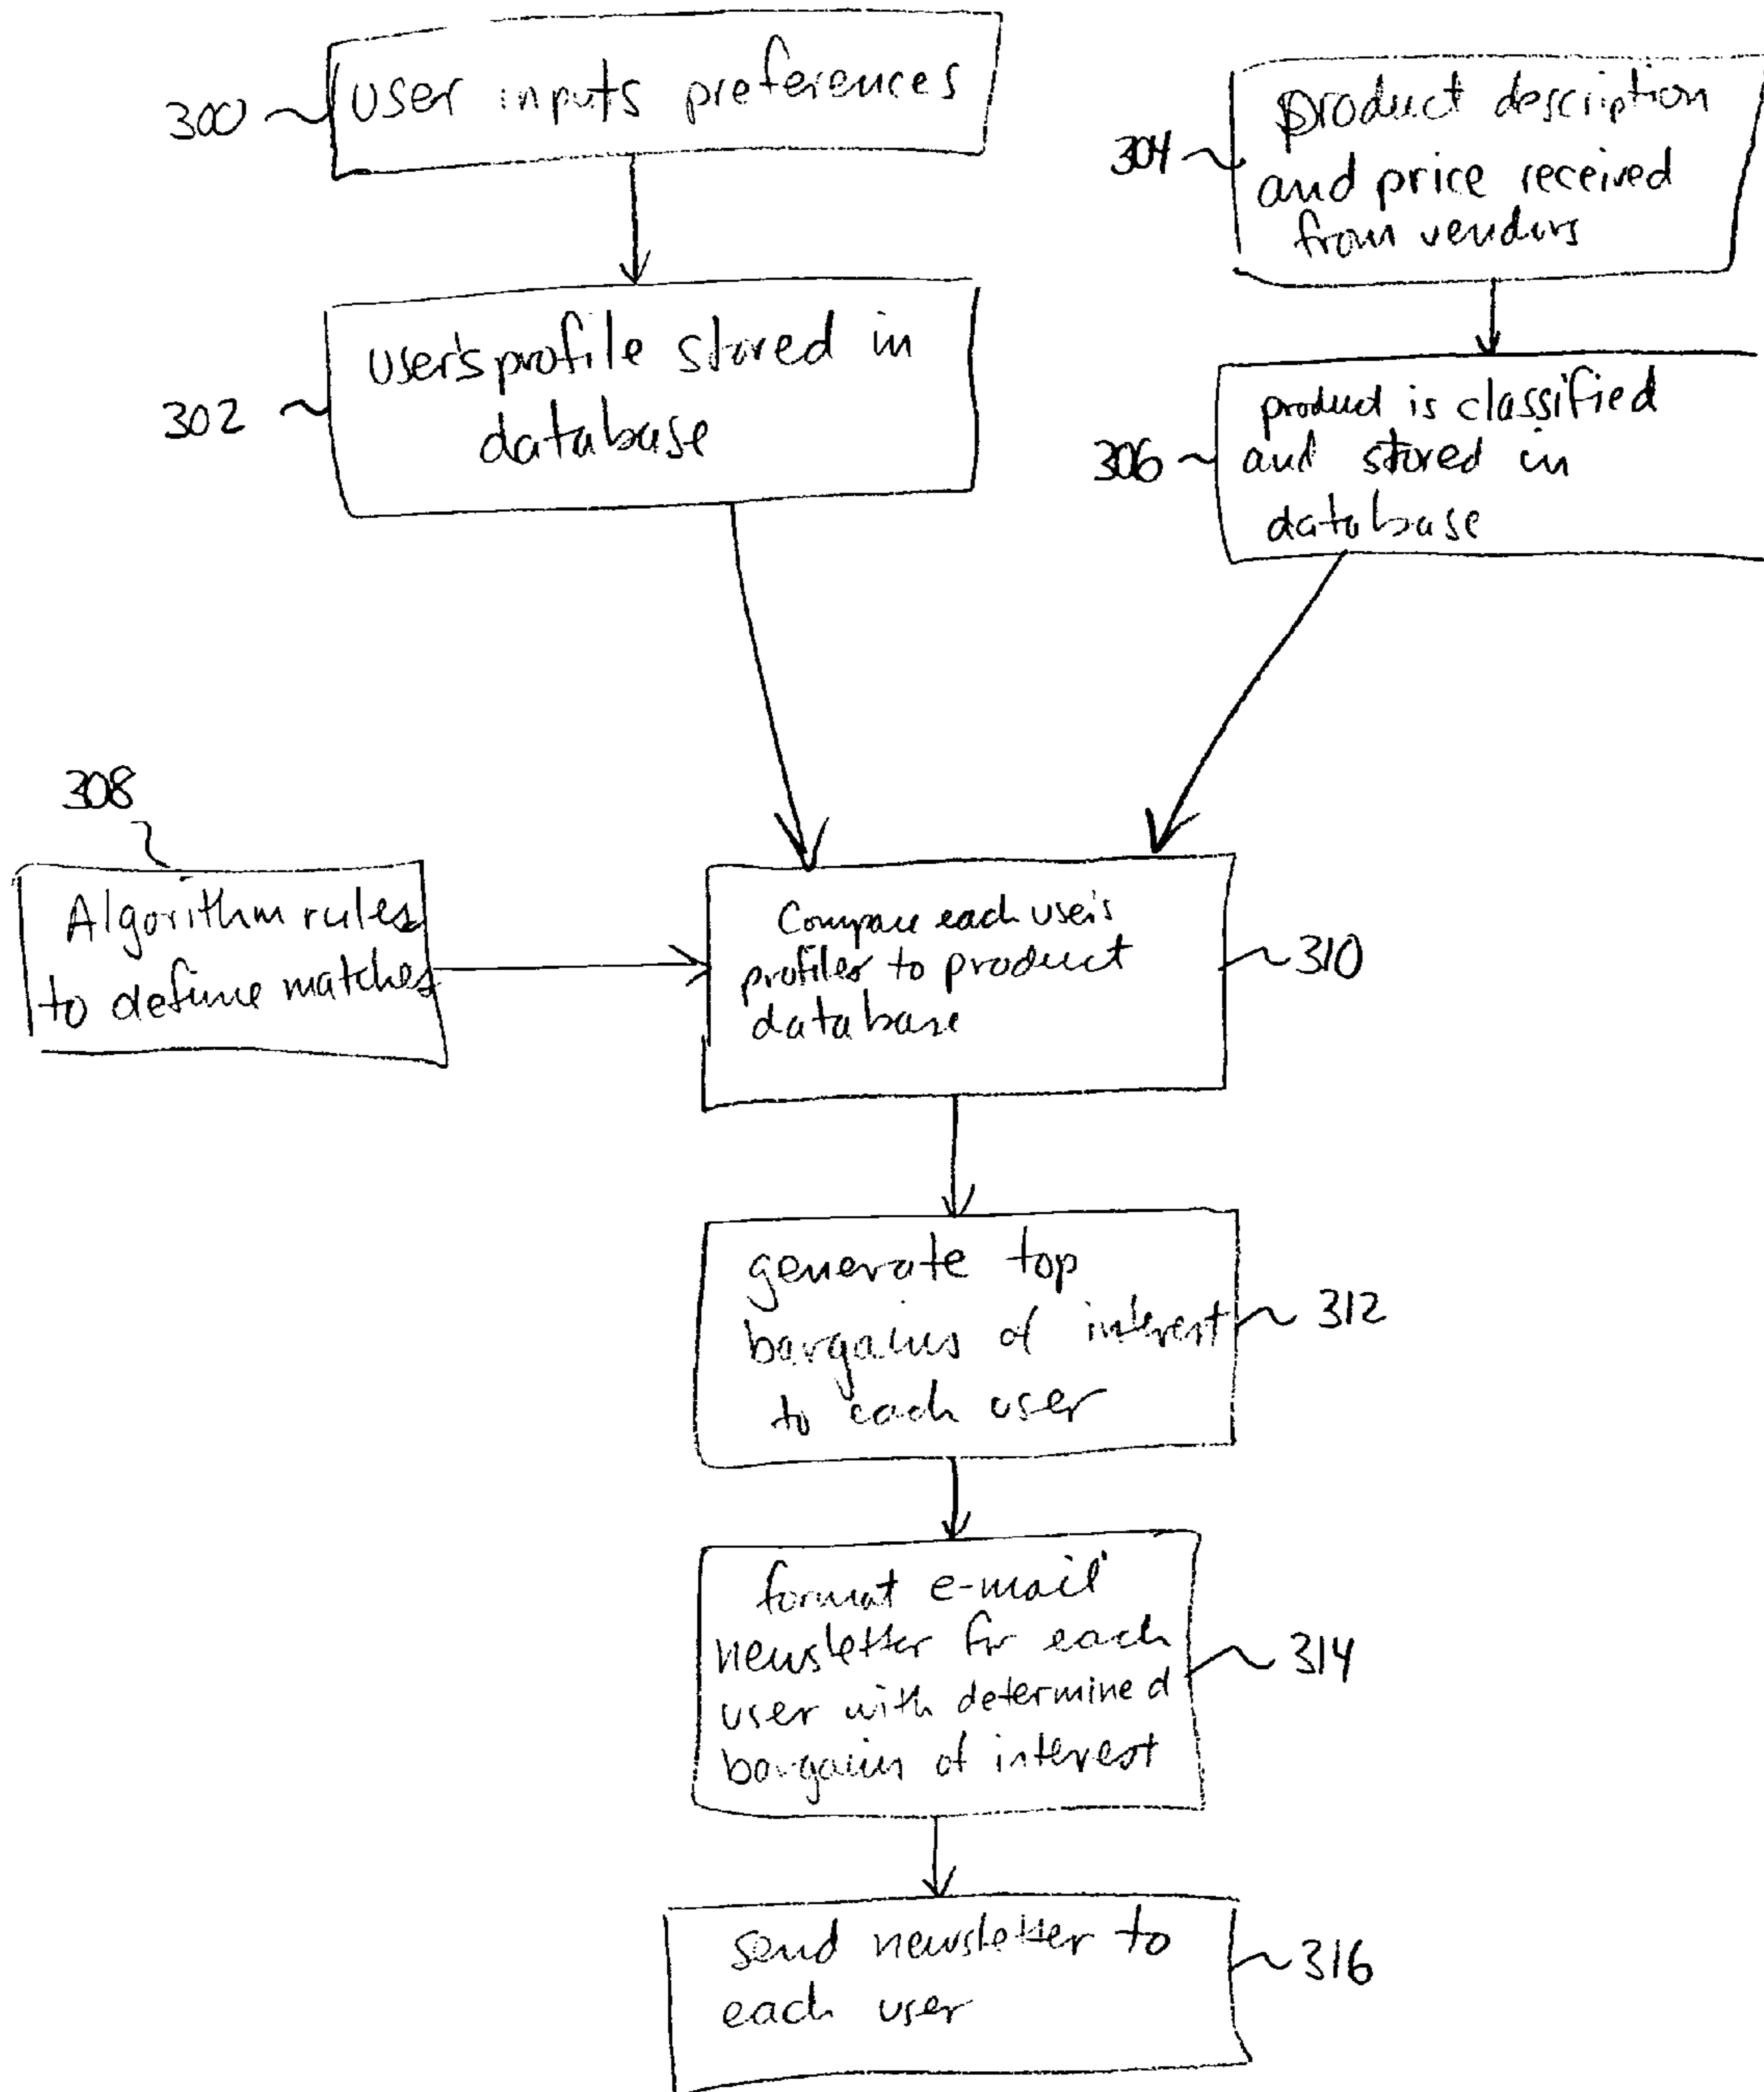 300
user inputs preferences
304
product description
and price received
from vendors
302
user's profile stored in
database
306
product is classified
and stored in
database
308
Algorithm rules
to define matches
Compare each user's
profiles to product
database
310
generate top
bargains of interest
to each user
312
format e-mail
newsletter for each
user with determined
bargains of interest
314
send newsletter to
each user
316